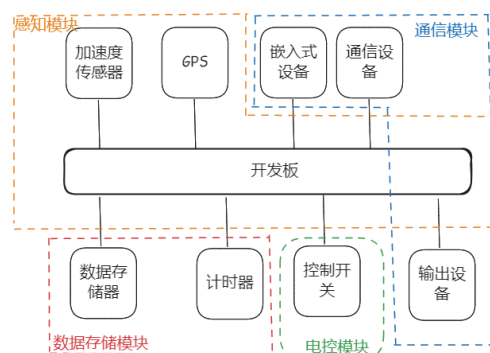 感知模块
通信模块
加速度
传感器
GPS
嵌入式
设备
通信设
备
开发板
数据存
储器
计时器
控制开
关
输出设
备
数据存储模块
电控模块